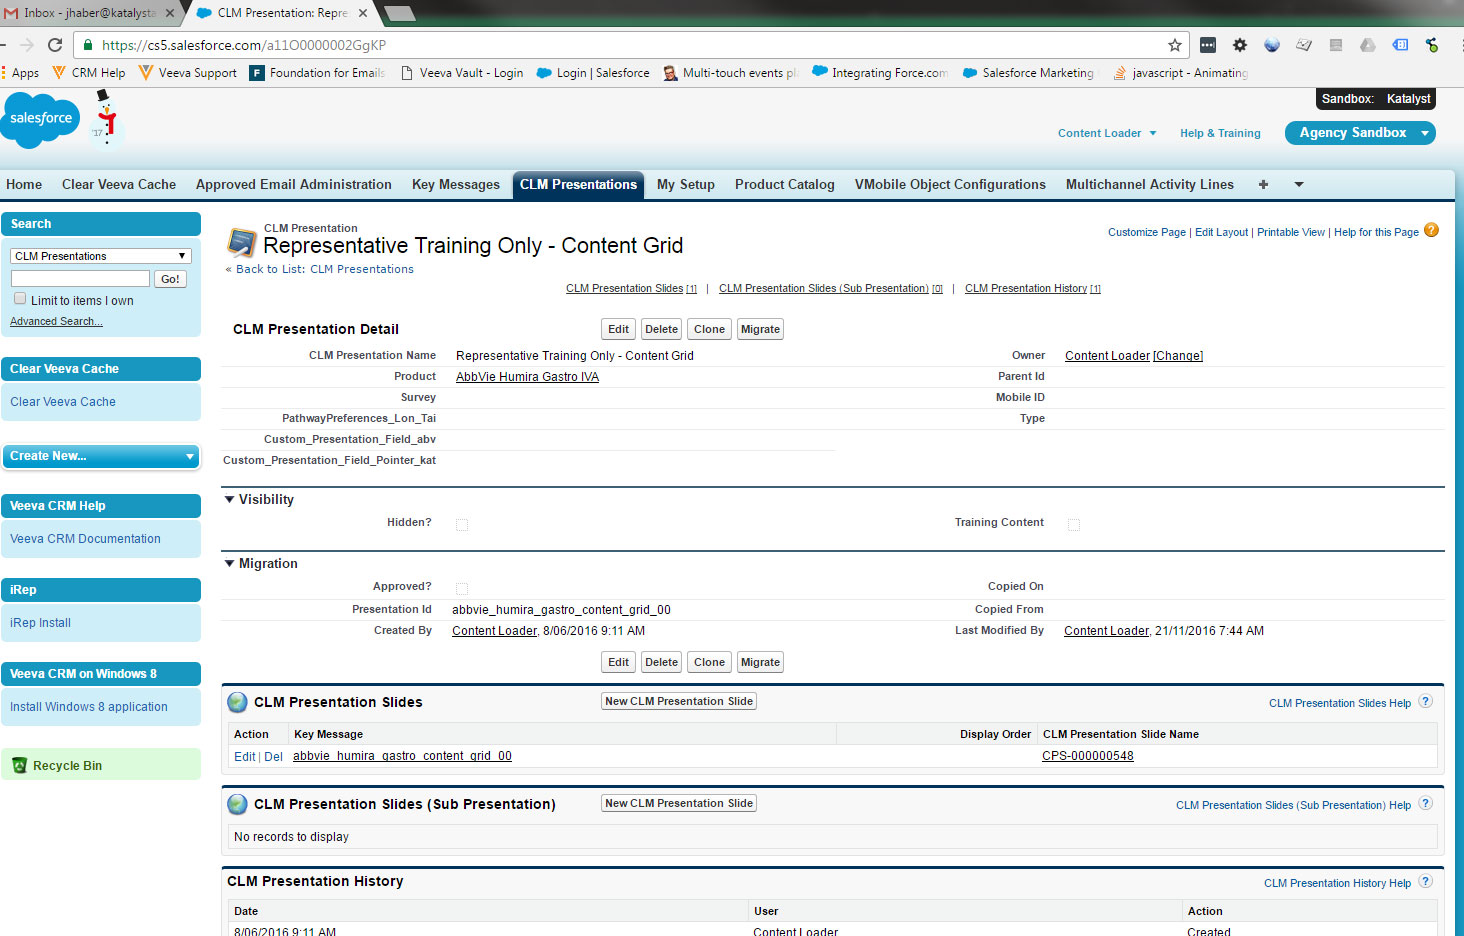 Inbox - jhaber@katalysta
CLM Presentation: Repre
https://cs5.salesforce.com/a11O0000002GgKP
Apps CRM Help Veeva Support Foundation for Emails Veeva Vault - Login Login | Salesforce Multi-touch events pl Integrating Force.com Salesforce Marketing javascript - Animating
salesforce
'17
Sandbox: Katalyst
Content Loader Help & Training Agency Sandbox
Home Clear Veeva Cache Approved Email Administration Key Messages CLM Presentations My Setup Product Catalog VMobile Object Configurations Multichannel Activity Lines +
Search
CLM Presentations
Go!
Limit to items I own
Advanced Search...
Clear Veeva Cache
Clear Veeva Cache
Create New...
Veeva CRM Help
Veeva CRM Documentation
iRep
iRep Install
Veeva CRM on Windows 8
Install Windows 8 application
Recycle Bin
CLM Presentation
Representative Training Only - Content Grid
Customize Page | Edit Layout | Printable View | Help for this Page ?
« Back to List: CLM Presentations
CLM Presentation Slides [1] | CLM Presentation Slides (Sub Presentation) [0] | CLM Presentation History [1]
CLM Presentation Detail Edit Delete Clone Migrate
CLM Presentation Name Representative Training Only - Content Grid Owner Content Loader [Change]
Product AbbVie Humira Gastro IVA Parent Id
Survey Mobile ID
PathwayPreferences_Lon_Tai Type
Custom_Presentation_Field_abv
Custom_Presentation_Field_Pointer_kat
Visibility
Hidden? Training Content
Migration
Approved? Copied On
Presentation Id abbvie_humira_gastro_content_grid_00 Copied From
Created By Content Loader, 8/06/2016 9:11 AM Last Modified By Content Loader, 21/11/2016 7:44 AM
Edit Delete Clone Migrate
CLM Presentation Slides New CLM Presentation Slide CLM Presentation Slides Help ?
Action Key Message Display Order CLM Presentation Slide Name
Edit | Del abbvie_humira_gastro_content_grid_00 CPS-000000548
CLM Presentation Slides (Sub Presentation) New CLM Presentation Slide CLM Presentation Slides (Sub Presentation) Help ?
No records to display
CLM Presentation History CLM Presentation History Help ?
Date User Action
8/06/2016 9:11 AM Content Loader Created